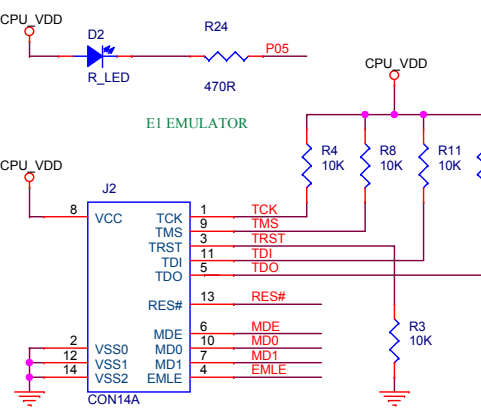 CPU_VDD
D2
R24
P05
R_LED
470R
CPU_VDD
E1 EMULATOR
R4
10K
R8
10K
R11
10K
CPU_VDD
J2
8
VCC
TCK
1
TCK
TMS
9
TMS
TRST
3
TRST
TDI
11
TDI
TDO
5
TDO
RES#
13
RES#
MDE
6
MDE
2
VSS0
MD0
10
MD0
12
VSS1
MD1
7
MD1
14
VSS2
EMLE
4
EMLE
R3
10K
CON14A